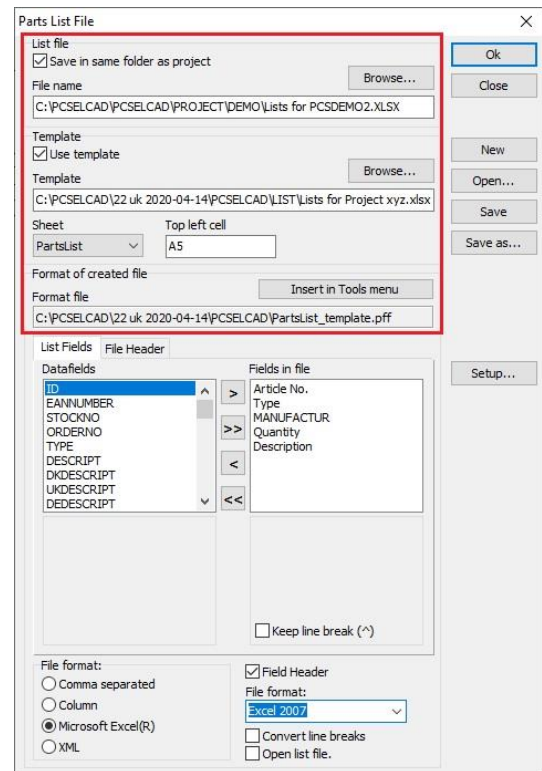 Parts List File
List file
Save in same folder as project
Ok
File name
Browse...
Close
C:\PCSELCAD\PCSELCAD\PROJECT\DEMO\Lists for PCSDEMO2.XLSX
Template
Use template
New
Template
Browse...
Open...
C:\PCSELCAD\22 uk 2020-04-14\PCSELCAD\LIST\Lists for Project xyz.xlsx
Sheet
Top left cell
Save
PartsList
A5
Save as...
Format of created file
Format file
Insert in Tools menu
C:\PCSELCAD\22 uk 2020-04-14\PCSELCAD\PartsList_template.pff
List Fields
File Header
Datafields
Fields in file
Setup...
ID
EANNUMBER
STOCKNO
ORDERNO
TYPE
DESCRIPT
DKDESCRIPT
UKDESCRIPT
DEDESCRIPT
>
>>
<
<<
Article No.
Type
MANUFACTUR
Quantity
Description
Keep line break (^)
File format:
Comma separated
Column
Microsoft Excel(R)
XML
Field Header
File format:
Excel 2007
Convert line breaks
Open list file.